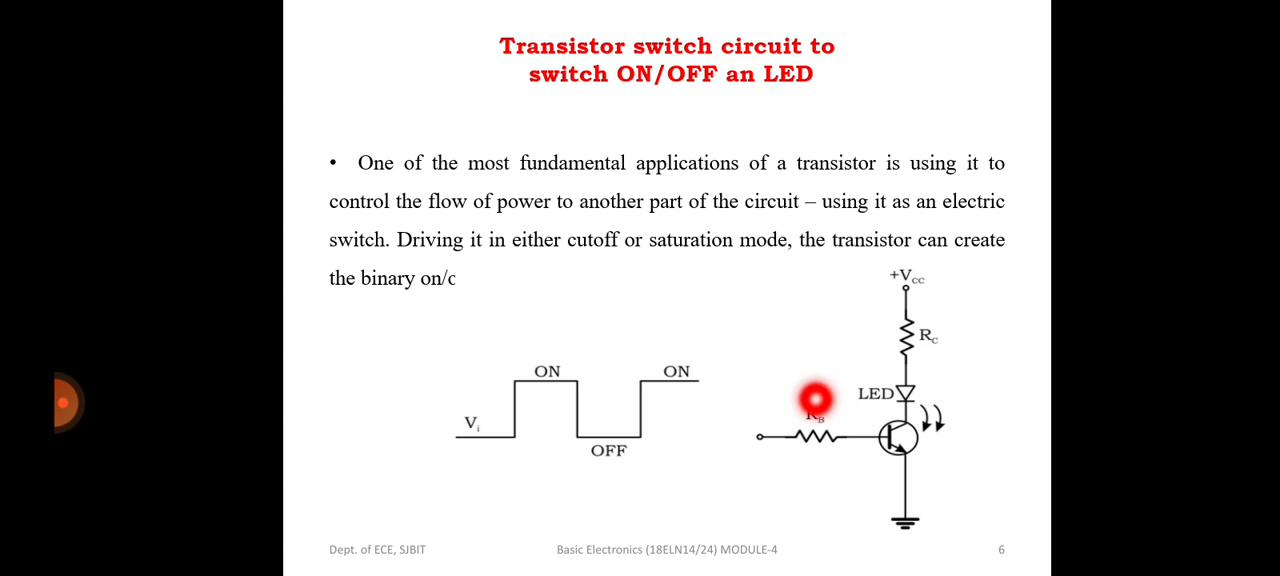 Transistor switch circuit to
switch ON/OFF an LED
• One of the most fundamental applications of a transistor is using it to
control the flow of power to another part of the circuit – using it as an electric
switch. Driving it in either cutoff or saturation mode, the transistor can create
the binary
+Vcc
Rc
ON
ON
LED
Vi
OFF
Dept. of ECE, SJBIT
Basic Electronics (18ELN14/24) MODULE-4
6